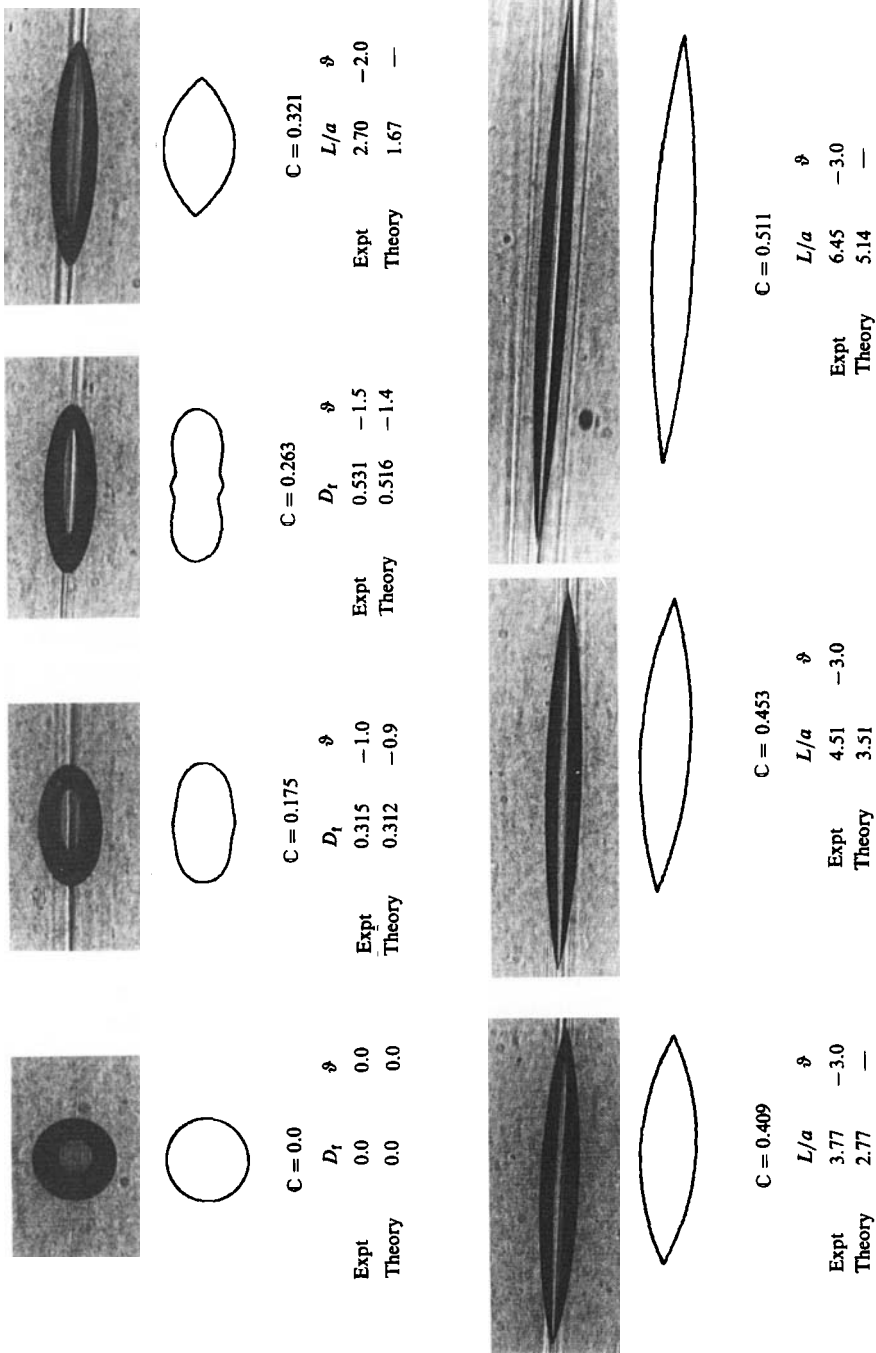 ℂ = 0.0
D_f ϑ
Expt 0.0 0.0
Theory 0.0 0.0
ℂ = 0.175
D_f ϑ
Expt 0.315 −1.0
Theory 0.312 −0.9
ℂ = 0.263
D_f ϑ
Expt 0.531 −1.5
Theory 0.516 −1.4
ℂ = 0.321
L/a ϑ
Expt 2.70 −2.0
Theory 1.67 —
ℂ = 0.409
L/a ϑ
Expt 3.77 −3.0
Theory 2.77 —
ℂ = 0.453
L/a ϑ
Expt 4.51 −3.0
Theory 3.51
ℂ = 0.511
L/a ϑ
Expt 6.45 −3.0
Theory 5.14 —